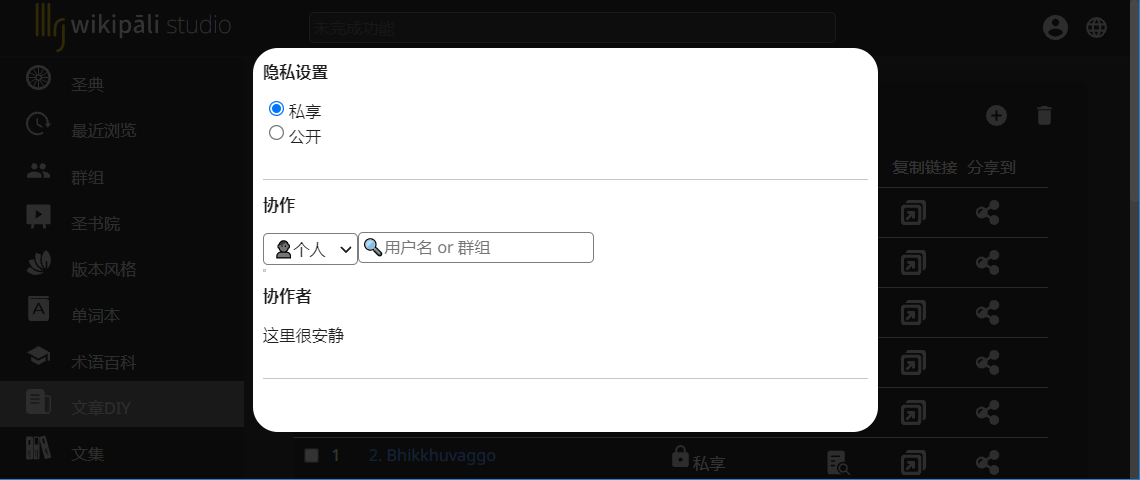 wikipāli studio
未完成功能
圣典
最近浏览
群组
圣书院
版本风格
单词本
术语百科
文章DIY
文集
隐私设置
私享
公开
协作
个人
用户名 or 群组
协作者
这里很安静
复制链接 分享到
1 2. Bhikkhuvaggo 私享